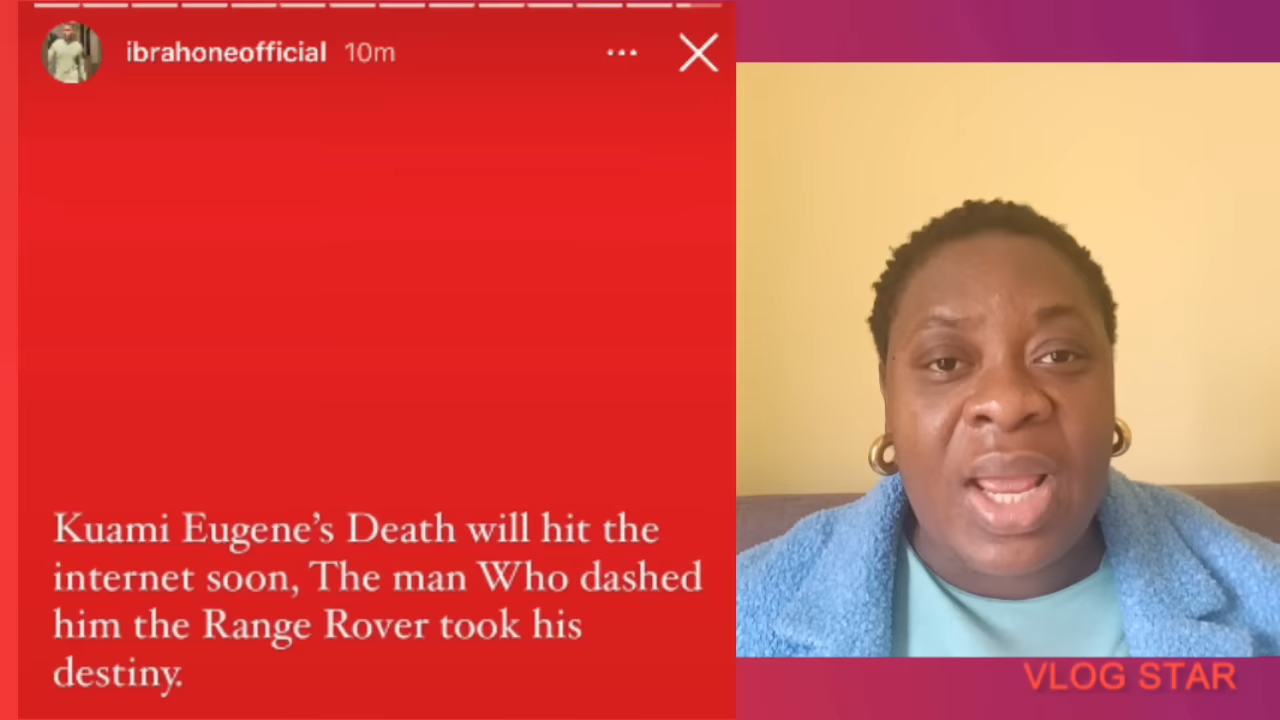 ibrahoneofficial 10m
Kuami Eugene's Death will hit the
internet soon, The man Who dashed
him the Range Rover took his
destiny.
VLOG STAR